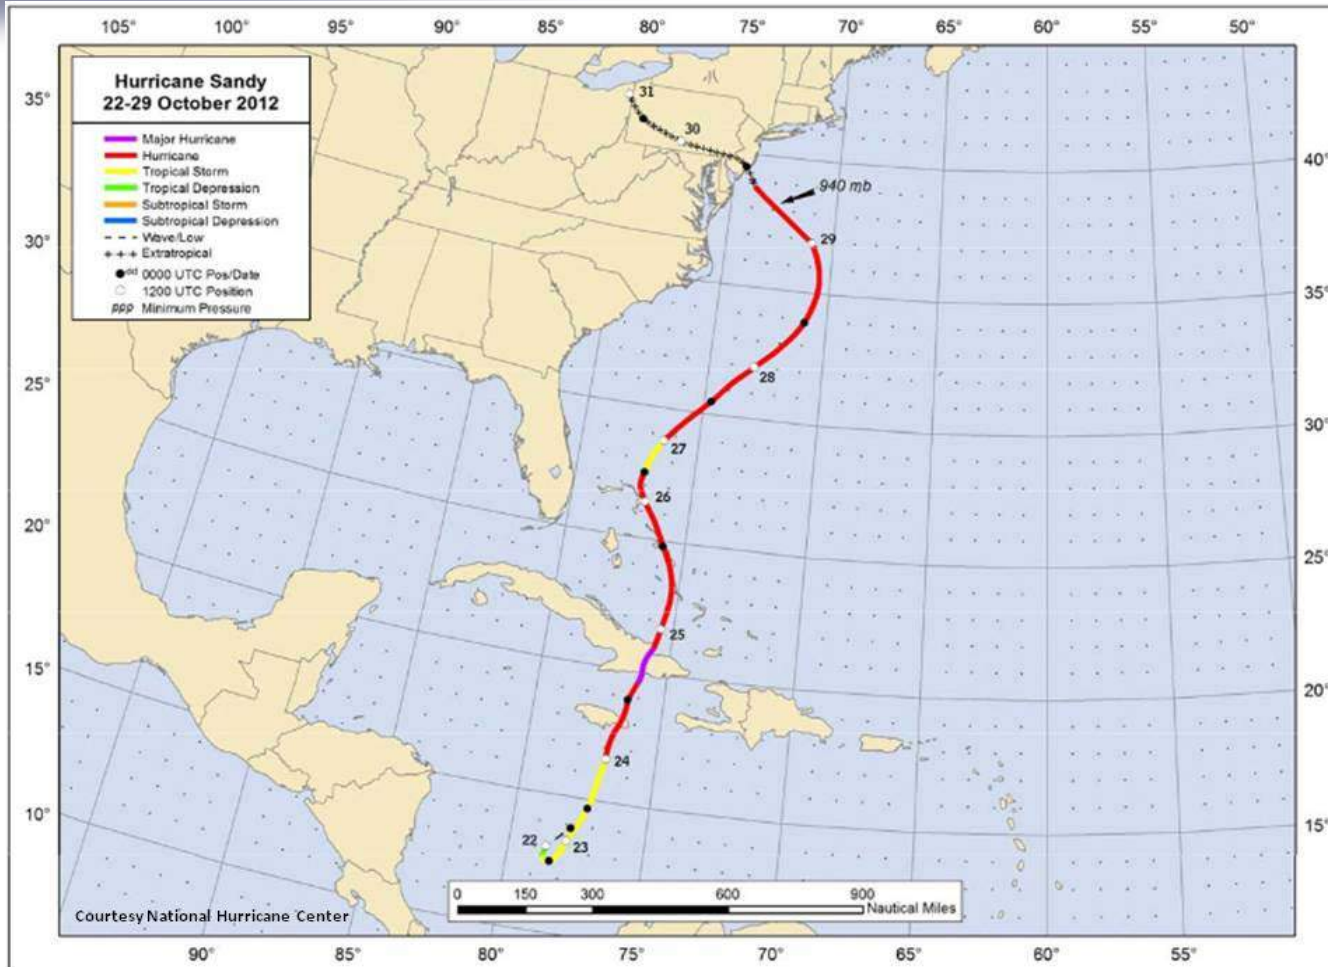 105° 100° 95° 90° 85° 80° 75° 70° 65° 60° 55° 50°
Hurricane Sandy
22-29 October 2012
Major Hurricane
Hurricane
Tropical Storm
Tropical Depression
Subtropical Storm
Subtropical Depression
Wave/Low
Extratropical
dd 0000 UTC Pos/Date
1200 UTC Position
ppp Minimum Pressure
35°
30°
25°
20°
15°
10°
40°
35°
30°
25°
20°
15°
31
30
940 mb
29
28
27
26
25
24
22
23
0 150 300 600 900
Nautical Miles
Courtesy National Hurricane Center
90° 85° 80° 75° 70° 65° 60° 55°